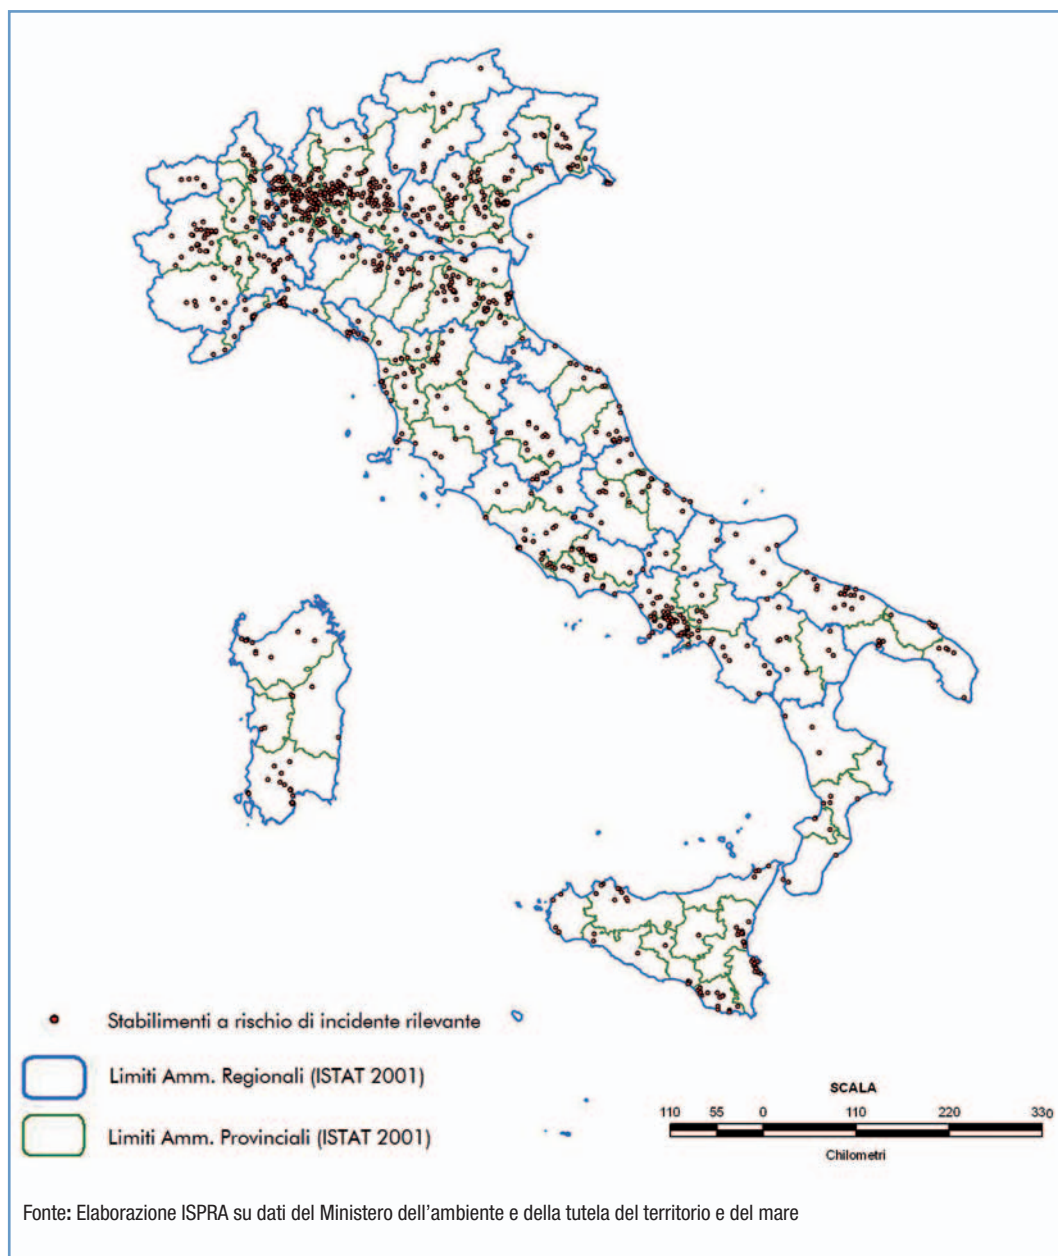 Stabilimenti a rischio di incidente rilevante
Limiti Amm. Regionali (ISTAT 2001)
Limiti Amm. Provinciali (ISTAT 2001)
SCALA
110 55 0 110 220 330
Chilometri
Fonte: Elaborazione ISPRA su dati del Ministero dell'ambiente e della tutela del territorio e del mare